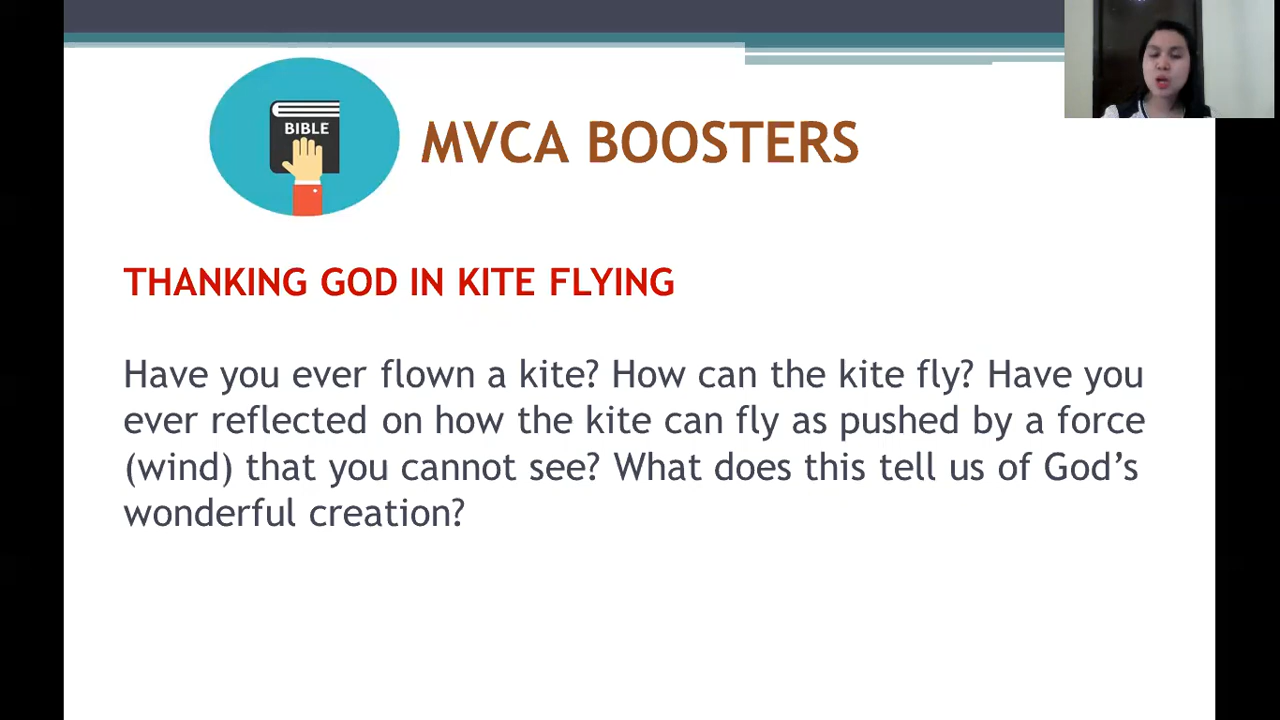 BIBLE
MVCA BOOSTERS
THANKING GOD IN KITE FLYING
Have you ever flown a kite? How can the kite fly? Have you
ever reflected on how the kite can fly as pushed by a force
(wind) that you cannot see? What does this tell us of God’s
wonderful creation?